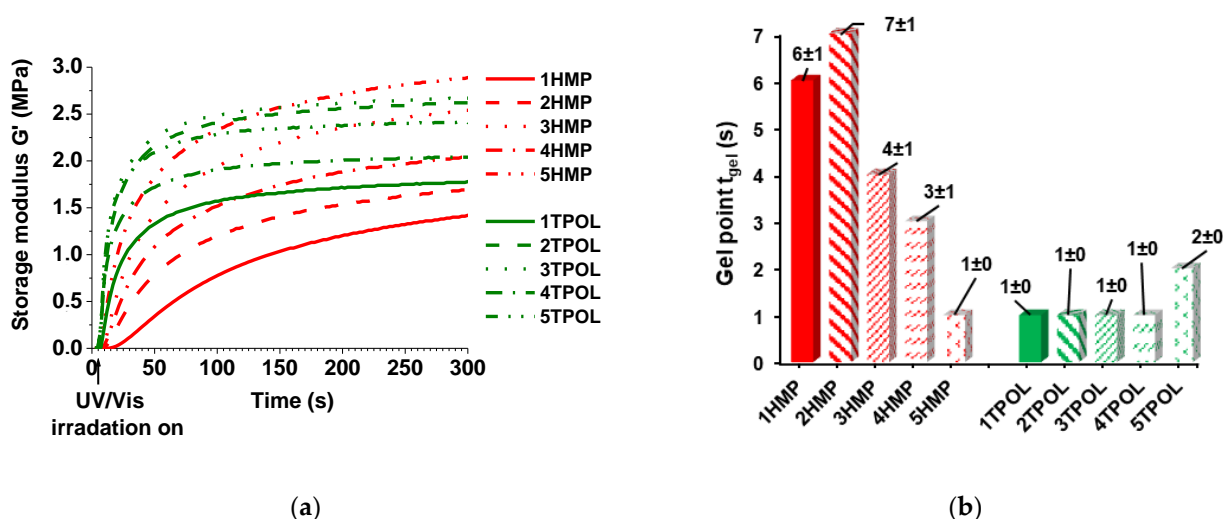 Storage modulus G' (MPa)
3.0
2.5
2.0
1.5
1.0
0.5
0.0
0 50 100 150 200 250 300
UV/Vis
irradation on
Time (s)
1HMP
2HMP
3HMP
4HMP
5HMP
1TPOL
2TPOL
3TPOL
4TPOL
5TPOL
(a)
Gel point t_gel (s)
8
7
6
5
4
3
2
1
0
6±1
7±1
4±1
3±1
1±0
1±0
1±0
1±0
1±0
2±0
1HMP
2HMP
3HMP
4HMP
5HMP
1TPOL
2TPOL
3TPOL
4TPOL
5TPOL
(b)